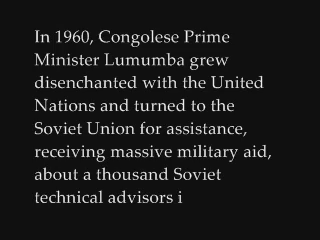 In 1960, Congolese Prime
Minister Lumumba grew
disenchanted with the United
Nations and turned to the
Soviet Union for assistance,
receiving massive military aid,
about a thousand Soviet
technical advisors i